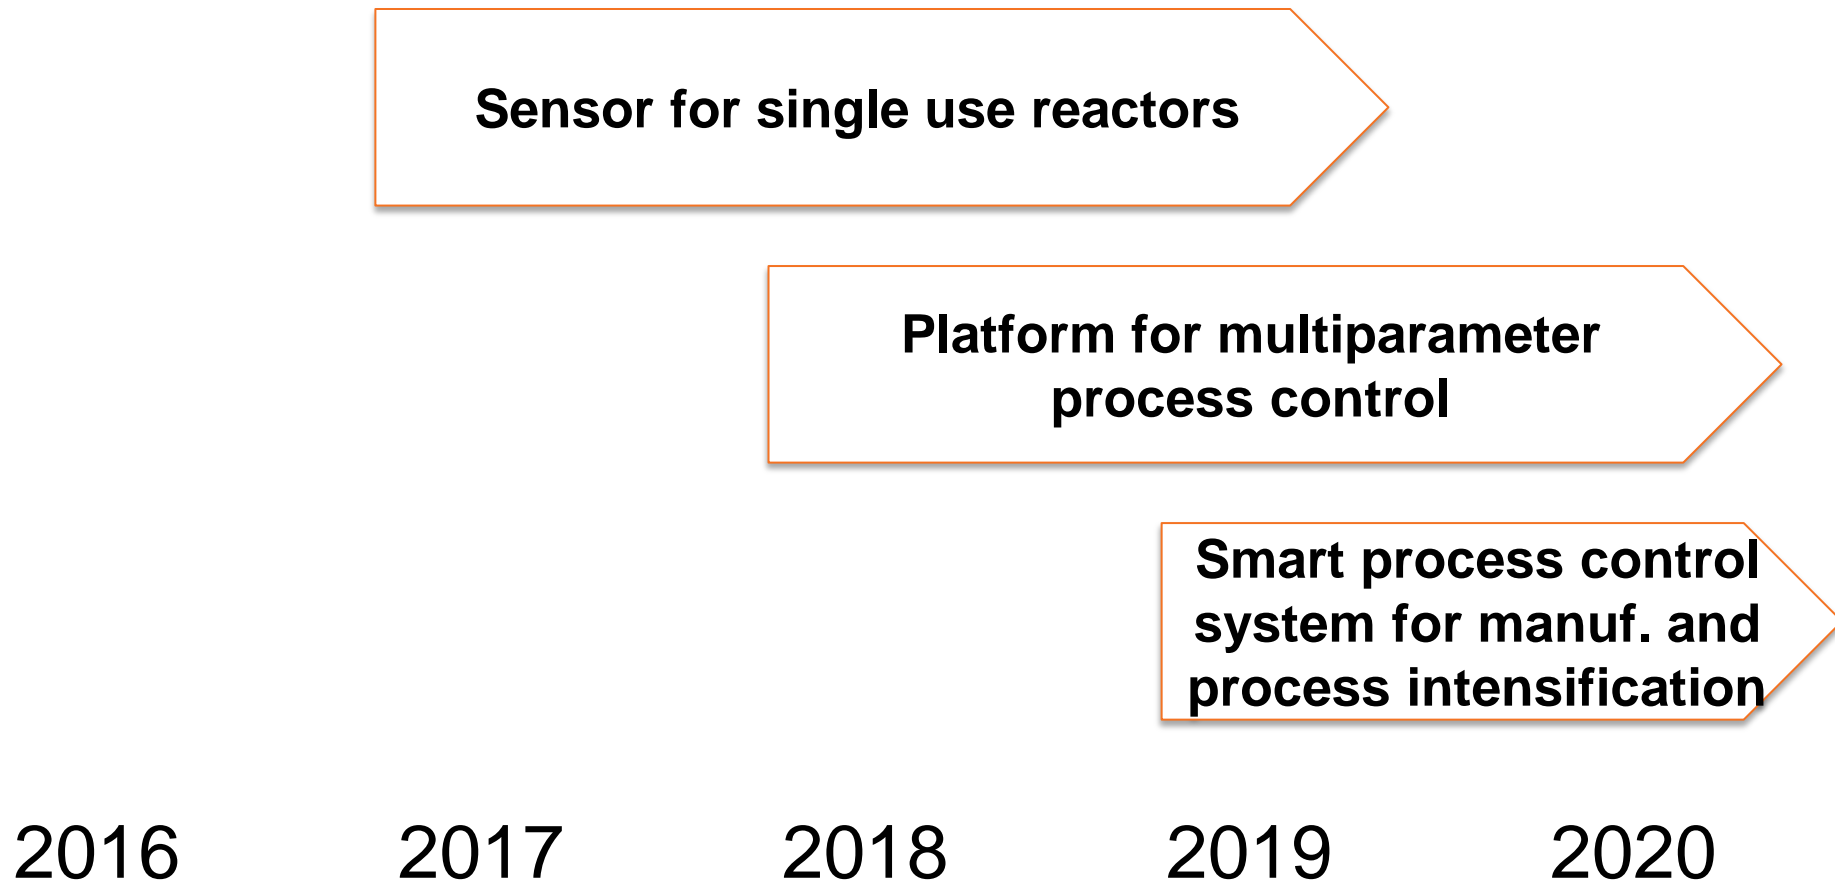 Sensor for single use reactors
Platform for multiparameter
process control
Smart process control
system for manuf. and
process intensification
2016 2017 2018 2019 2020